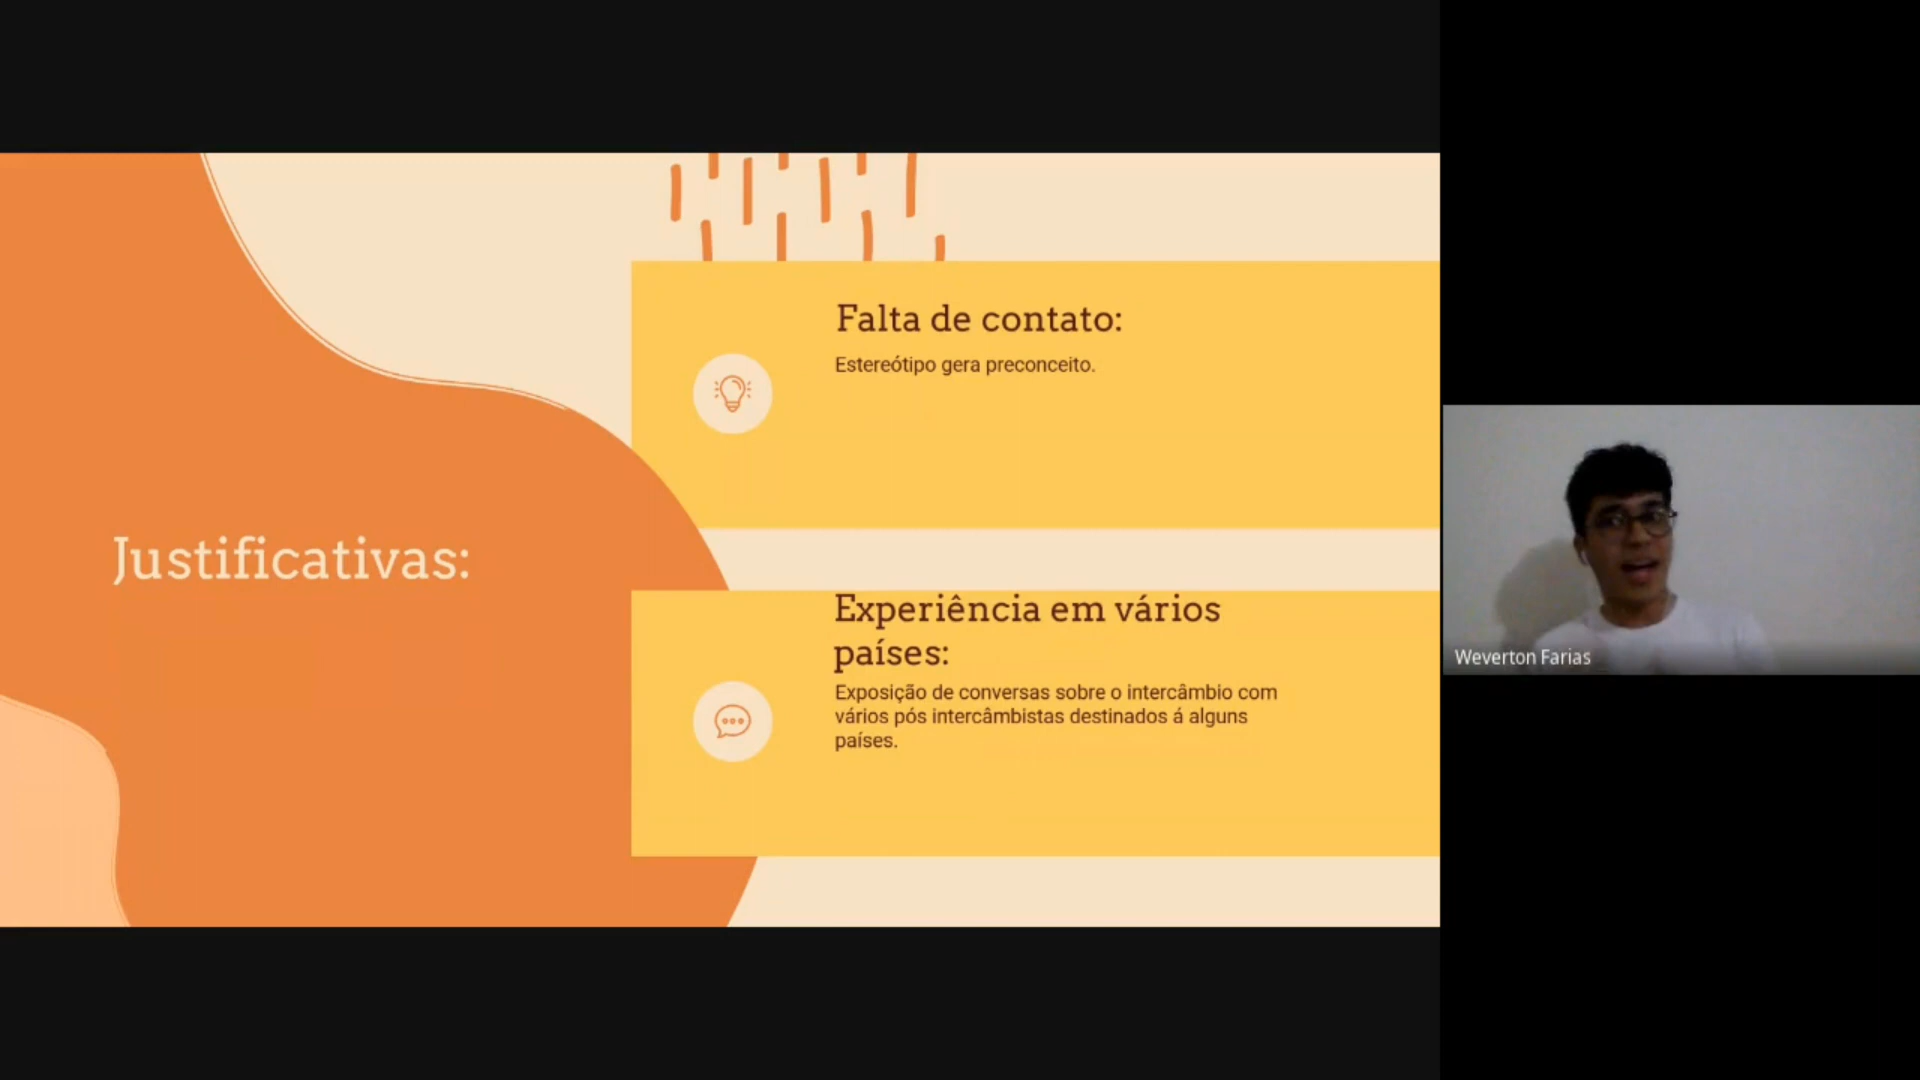 Justificativas:
Falta de contato:
Estereótipo gera preconceito.
Experiência em vários
países:
Exposição de conversas sobre o intercâmbio com
vários pós intercâmbistas destinados á alguns
países.
Weverton Farias